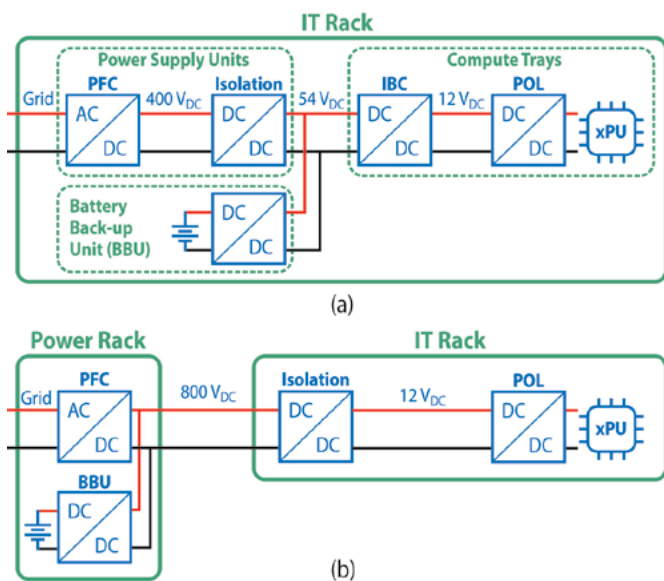 IT Rack
Power Supply Units
Compute Trays
PFC
Isolation
IBC
POL
Grid
400 VDC
54 VDC
12 VDC
AC
DC
DC
DC
DC
DC
DC
DC
xPU
Battery
Back-up
Unit (BBU)
DC
DC
(a)
Power Rack
IT Rack
PFC
Isolation
POL
Grid
800 VDC
12 VDC
AC
DC
DC
DC
DC
DC
xPU
BBU
DC
DC
(b)